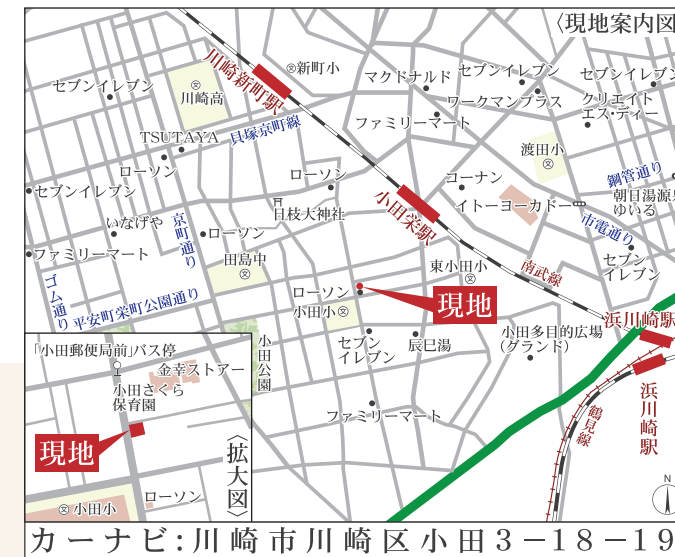 〈現地案内図
川崎新町駅
新町小
マクドナルド
セブンイレブン
セブンイレブン
セブンイレブン
川崎高
ワークマンプラス
クリエイト
エス・ディー
TSUTAYA
貝塚京町線
ファミリーマート
渡田小
ローソン
ローソン
コーナン
鋼管通り
セブンイレブン
小田栄駅
イトーヨーカドー
朝日湯源泉
ゆいる
日枝大神社
いなげや
京町通り
ローソン
市電通り
ファミリーマート
田島中
東小田小
南武線
セブン
イレブン
ゴム通り
平安町栄町公園通り
ローソン
現地
小田小
浜川崎駅
小田公園
セブン
イレブン
辰巳湯
小田多目的広場
(グランド)
「小田郵便局前」バス停
金幸ストアー
小田さくら
保育園
浜川崎駅
鶴見線
ファミリーマート
現地
〈拡大図〉
ローソン
小田小
N
カーナビ:川崎市川崎区小田3−18−19